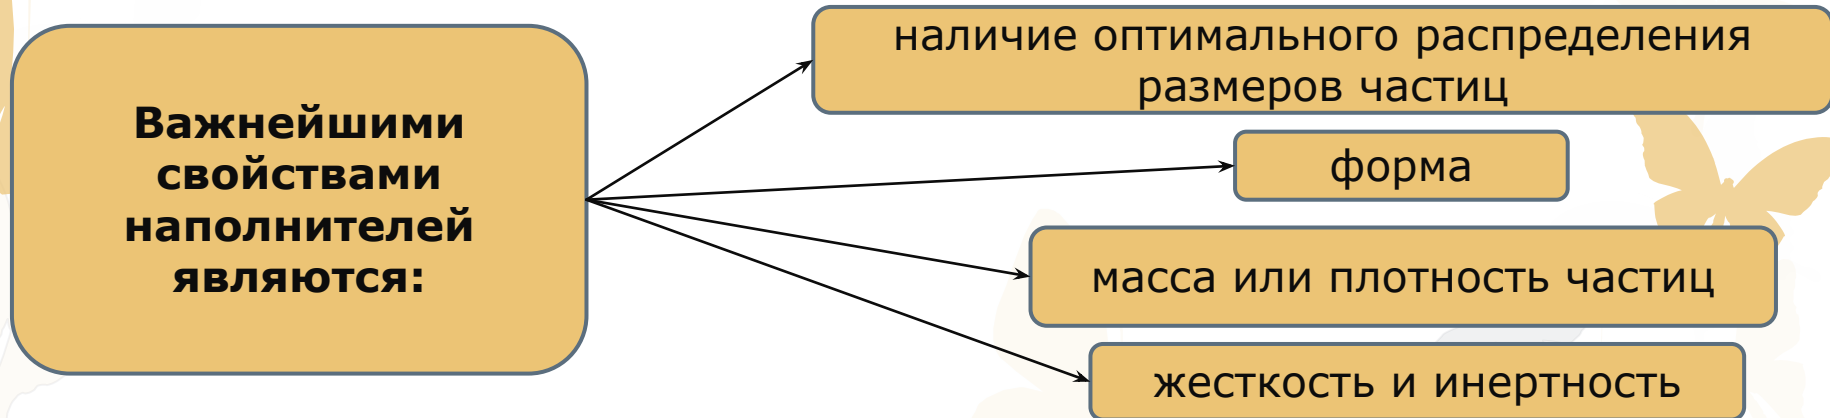 Важнейшими
свойствами
наполнителей
являются:
наличие оптимального распределения
размеров частиц
форма
масса или плотность частиц
жесткость и инертность